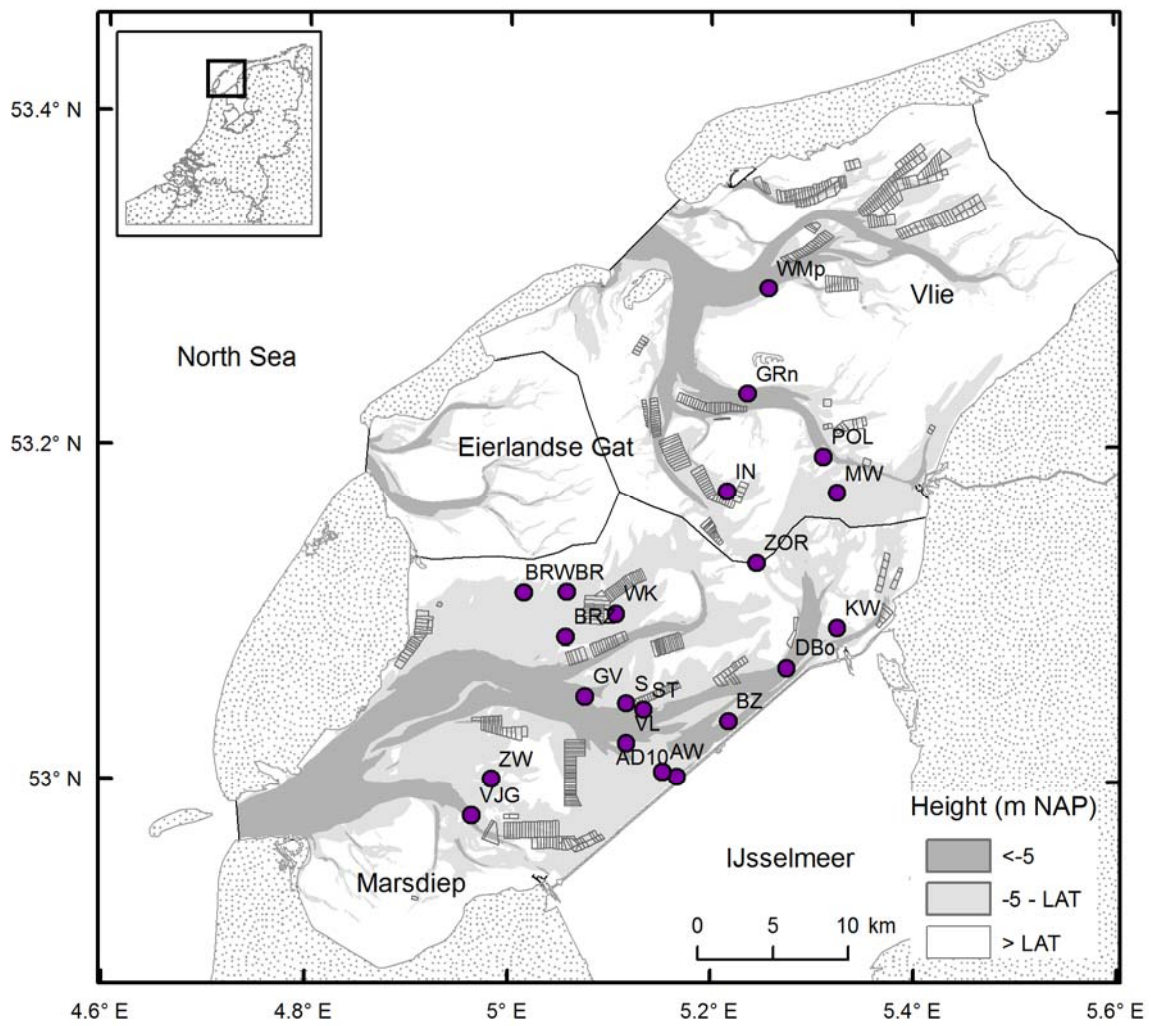 53.4° N
WMp
Vlie
North Sea
GRn
Eierlandse Gat
53.2° N
POL
IN
MW
ZOR
BRWBR
WK
BRZ
KW
DBo
GV
S
ST
BZ
VL
ZW
AD10
AW
53° N
VJG
Height (m NAP)
<-5
IJsselmeer
Marsdiep
-5 - LAT
0 5 10 km
> LAT
4.6° E 4.8° E 5° E 5.2° E 5.4° E 5.6° E